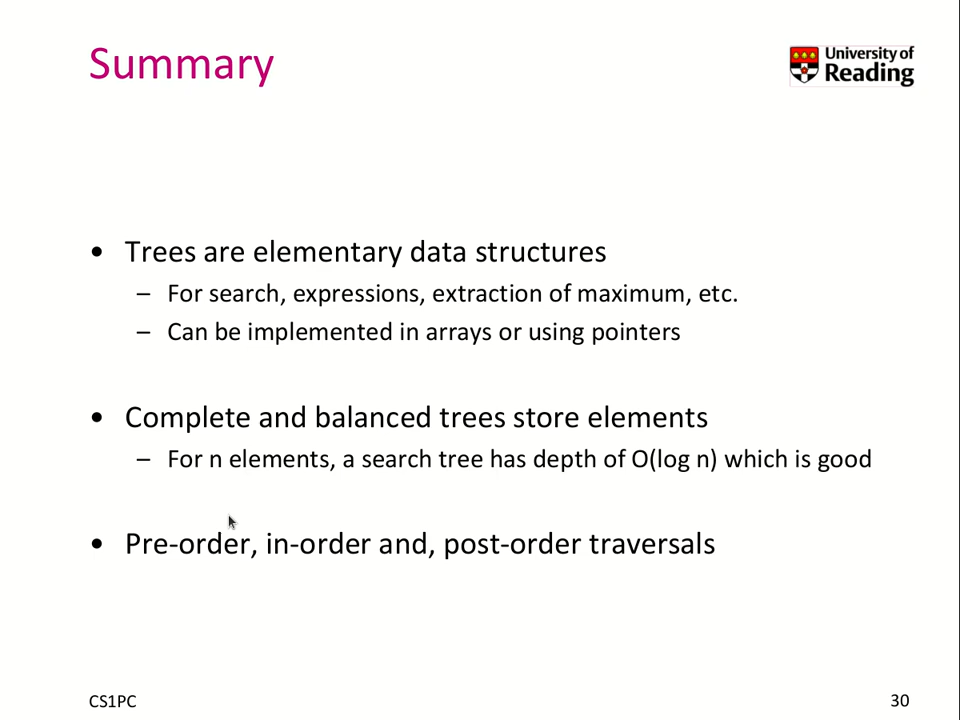 Summary
University of
Reading
• Trees are elementary data structures
– For search, expressions, extraction of maximum, etc.
– Can be implemented in arrays or using pointers
• Complete and balanced trees store elements
– For n elements, a search tree has depth of O(log n) which is good
• Pre-order, in-order and, post-order traversals
CS1PC
30